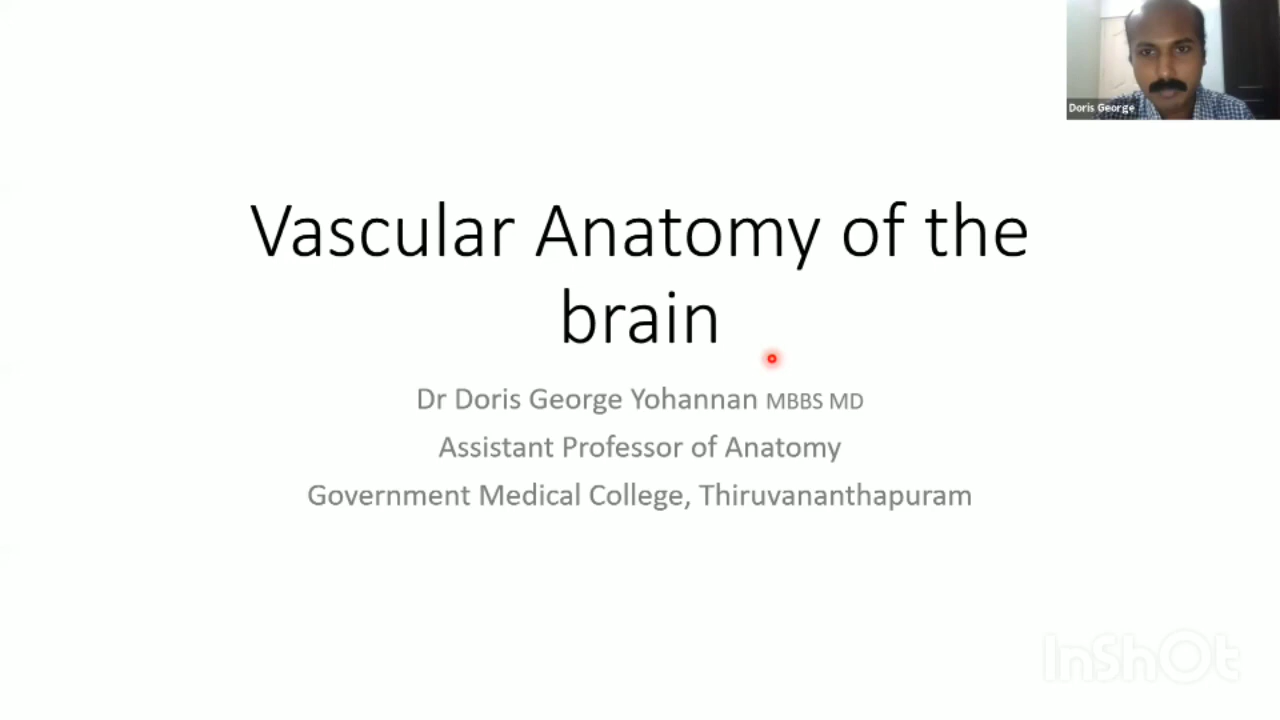 Doris George
Vascular Anatomy of the
brain
Dr Doris George Yohannan MBBS MD
Assistant Professor of Anatomy
Government Medical College, Thiruvananthapuram
InShOt